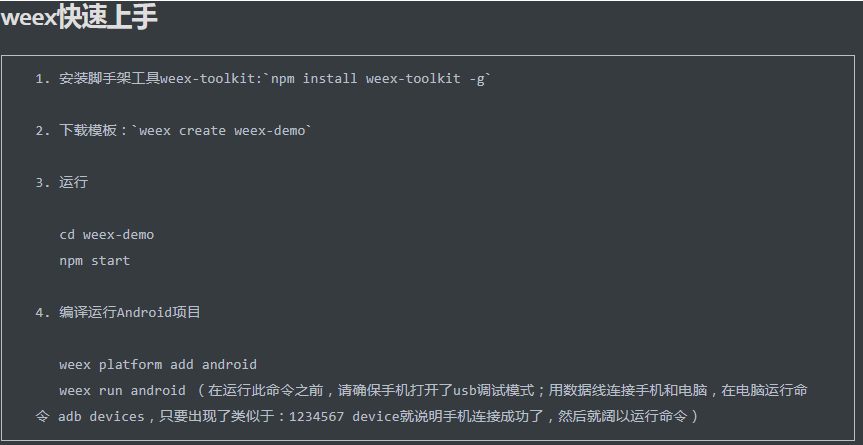 weex快速上手
1. 安装脚手架工具weex-toolkit:`npm install weex-toolkit -g`
2. 下载模板：`weex create weex-demo`
3. 运行
cd weex-demo
npm start
4. 编译运行Android项目
weex platform add android
weex run android （在运行此命令之前，请确保手机打开了usb调试模式；用数据线连接手机和电脑，在电脑运行命
令 adb devices，只要出现了类似于：1234567 device就说明手机连接成功了，然后就阔以运行命令）